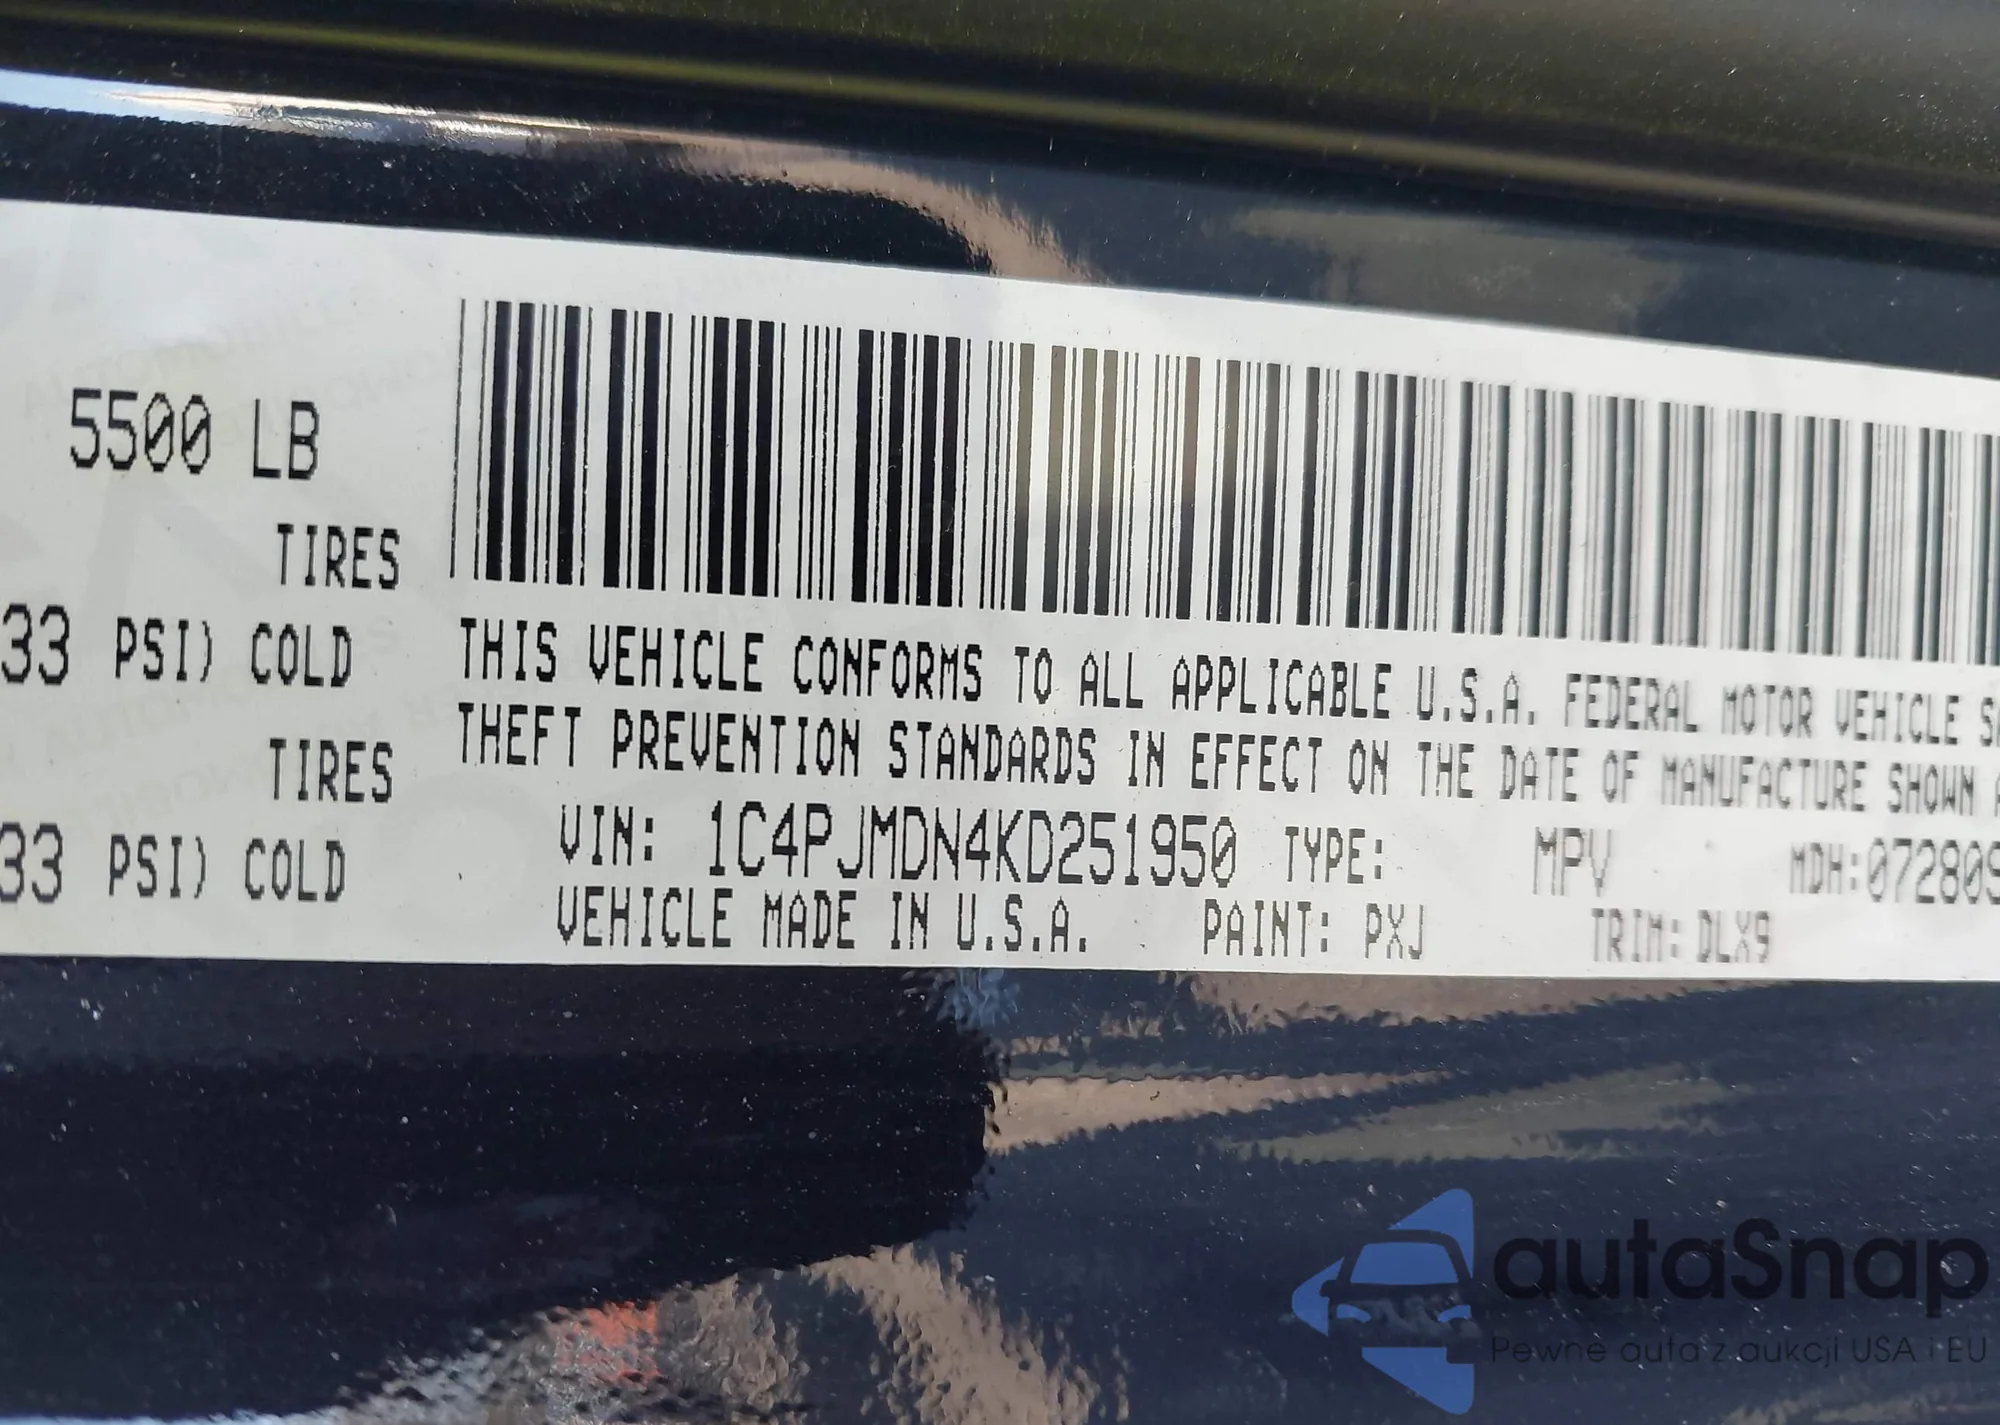 5500 LB
TIRES
33 PSI) COLD
TIRES
33 PSI) COLD
THIS VEHICLE CONFORMS TO ALL APPLICABLE U.S.A. FEDERAL MOTOR VEHICLE SA
THEFT PREVENTION STANDARDS IN EFFECT ON THE DATE OF MANUFACTURE SHOWN A
VIN: 1C4PJMDN4KD251950 TYPE: MPV MDH:072809
VEHICLE MADE IN U.S.A. PAINT: PXJ TRIM: DLX9
autaSnap
Pewne auta z aukcji USA i EU